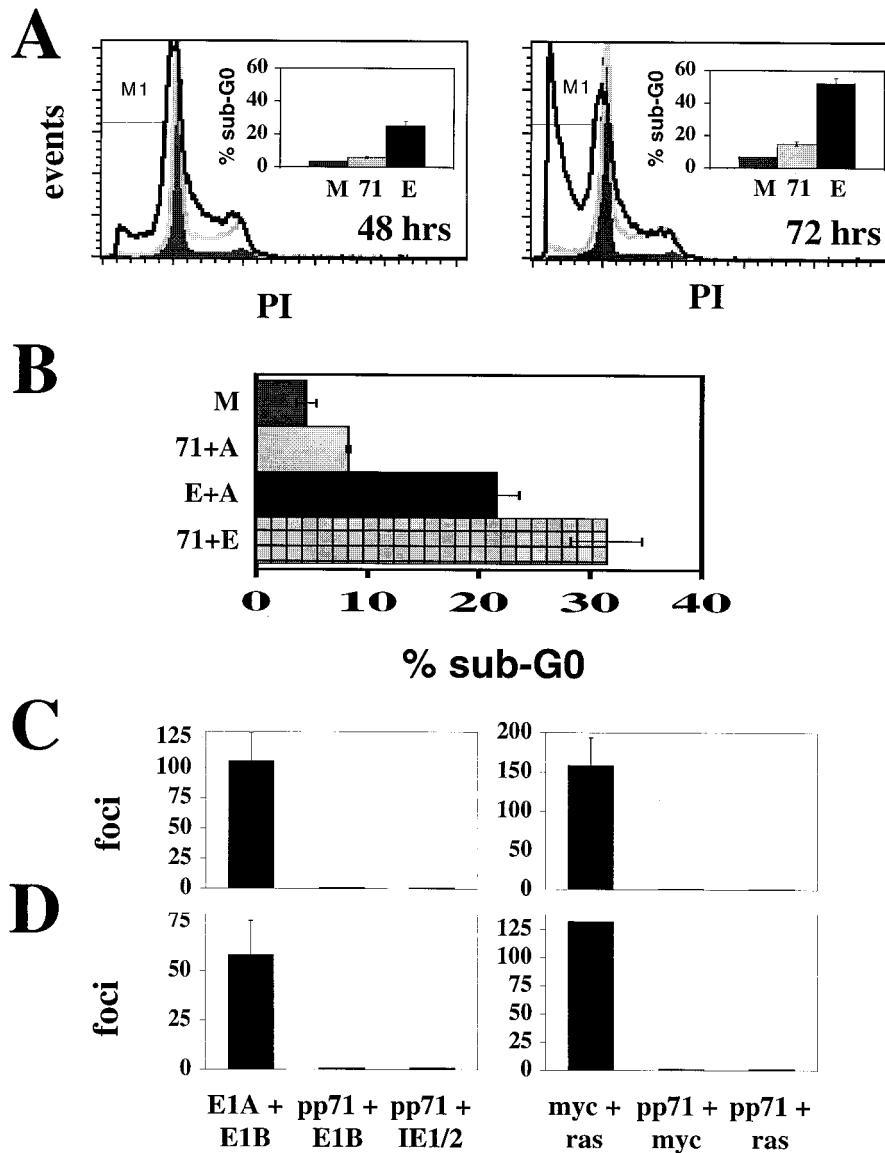 A
events
M1
% sub-G0
60
40
20
0
M 71 E
48 hrs
PI
M1
% sub-G0
60
40
20
0
M 71 E
72 hrs
PI
B
M
71+A
E+A
71+E
0 10 20 30 40
% sub-G0
C
foci
125
100
75
50
25
0
200
150
100
50
0
D
foci
75
50
25
0
125
100
75
50
25
0
E1A + E1B
pp71 + E1B
pp71 + IE1/2
myc + ras
pp71 + myc
pp71 + ras